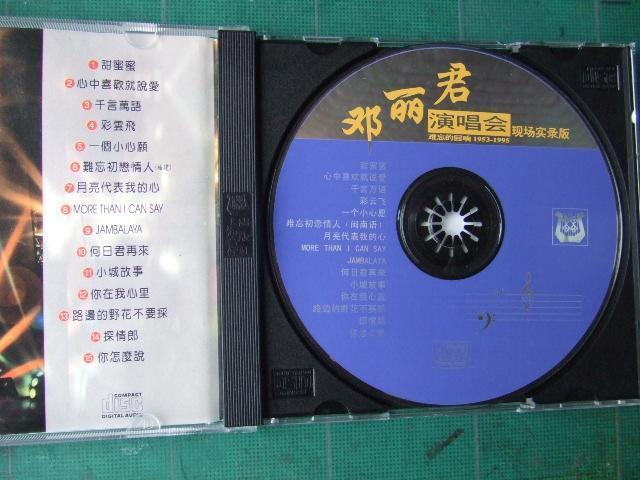 1 甜蜜蜜
2 心中喜歡就說愛
3 千言萬語
4 彩雲飛
5 一個小心願
6 難忘初戀情人
7 月亮代表我的心
8 MORE THAN I CAN SAY
9 JAMBALAYA
10 何日君再來
11 小城故事
12 你在我心里
13 路邊的野花不要採
14 探情郎
15 你怎麼說
COMPACT
disc
DIGITAL AUDIO
邓丽君
演唱会现场实录版
难忘的回响 1953-1995
甜蜜蜜
心中喜欢就说爱
千言万语
彩云飞
一个小心愿
难忘初恋情人(闽南语)
月亮代表我的心
MORE THAN I CAN SAY
JAMBALAYA
何日君再来
小城故事
你在我心里
路边的野花不要采
探情郎
你怎么说